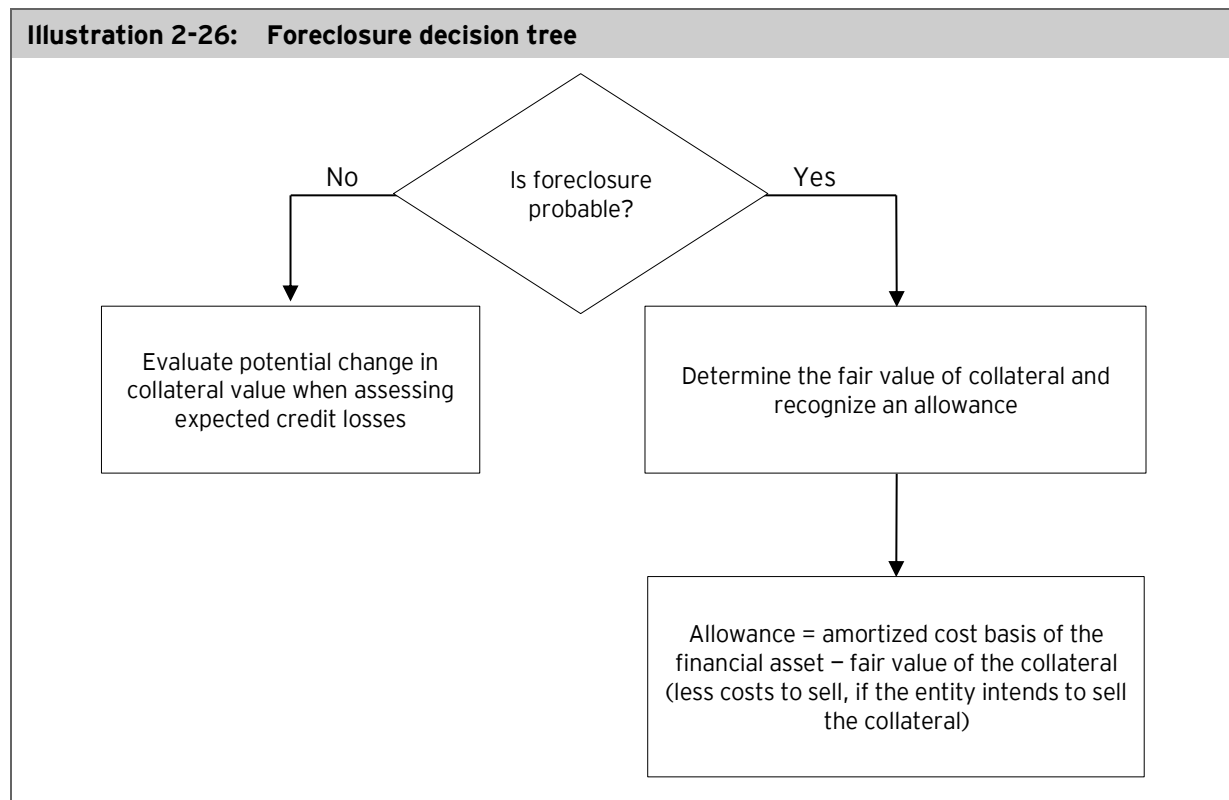 Illustration 2-26: Foreclosure decision tree
No
Is foreclosure
probable?
Yes
Evaluate potential change in
collateral value when assessing
expected credit losses
Determine the fair value of collateral and
recognize an allowance
Allowance = amortized cost basis of the
financial asset – fair value of the collateral
(less costs to sell, if the entity intends to sell
the collateral)